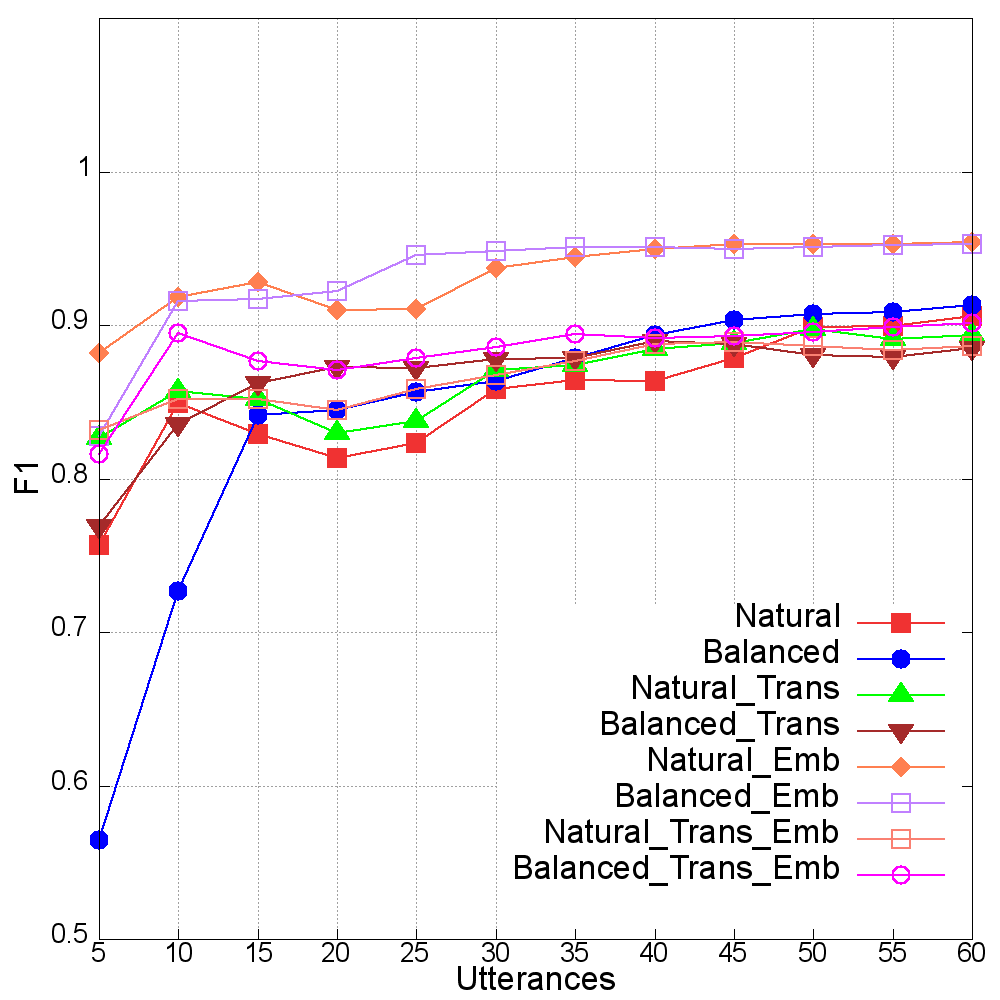 1
0.9
0.8
0.7
0.6
0.5
F1
5 10 15 20 25 30 35 40 45 50 55 60
Utterances
Natural
Balanced
Natural_Trans
Balanced_Trans
Natural_Emb
Balanced_Emb
Natural_Trans_Emb
Balanced_Trans_Emb